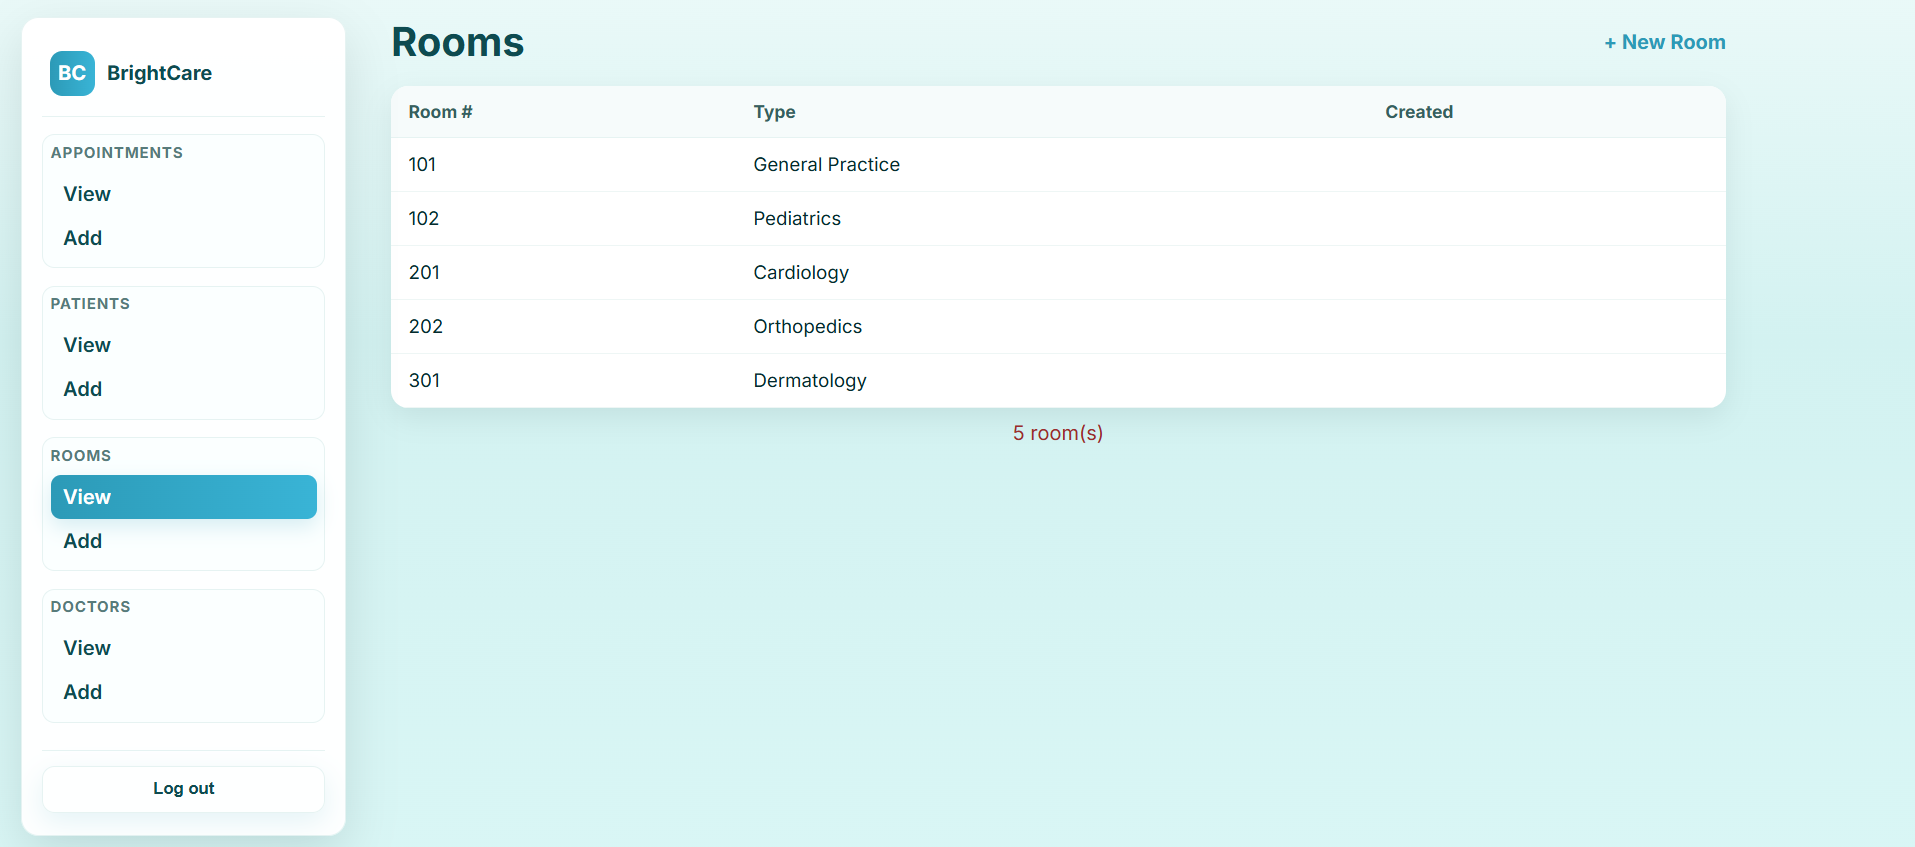 BC BrightCare
APPOINTMENTS
View
Add
PATIENTS
View
Add
ROOMS
View
Add
DOCTORS
View
Add
Log out
Rooms
+ New Room
Room # Type Created
101 General Practice
102 Pediatrics
201 Cardiology
202 Orthopedics
301 Dermatology
5 room(s)